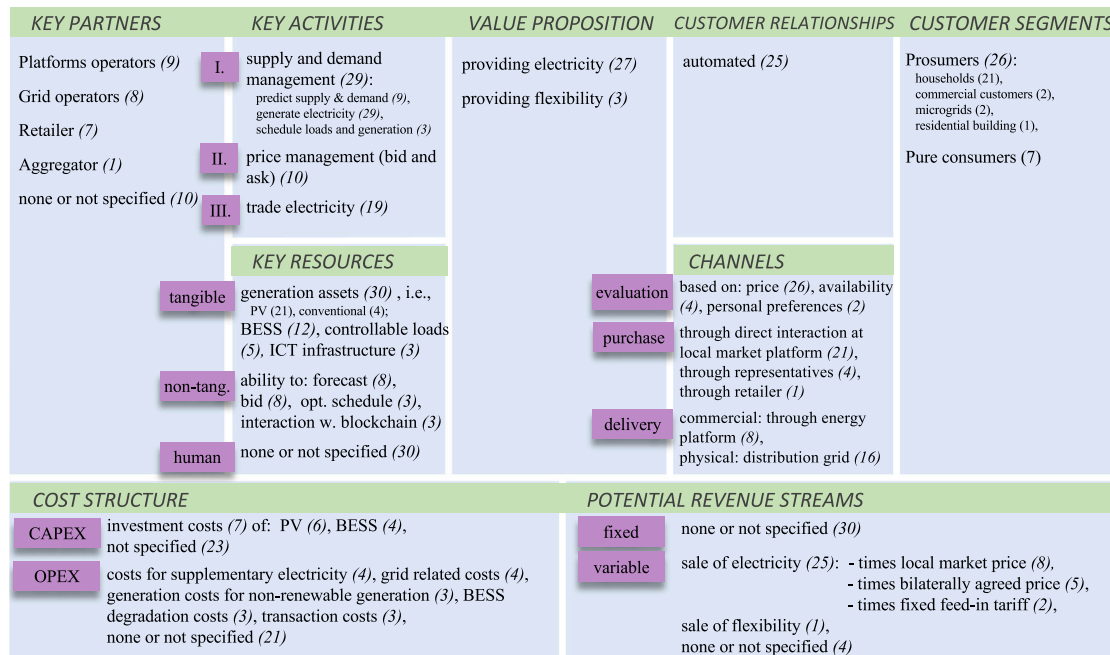 KEY PARTNERS
Platforms operators (9)
Grid operators (8)
Retailer (7)
Aggregator (1)
none or not specified (10)
KEY ACTIVITIES
I.
supply and demand
management (29):
predict supply & demand (9),
generate electricity (29),
schedule loads and generation (3)
II.
price management (bid and
ask) (10)
III.
trade electricity (19)
KEY RESOURCES
tangible
generation assets (30) , i.e.,
PV (21), conventional (4);
BESS (12), controllable loads
(5), ICT infrastructure (3)
non-tang.
ability to: forecast (8),
bid (8), opt. schedule (3),
interaction w. blockchain (3)
human
none or not specified (30)
VALUE PROPOSITION
providing electricity (27)
providing flexibility (3)
CUSTOMER RELATIONSHIPS
automated (25)
CHANNELS
evaluation
based on: price (26), availability
(4), personal preferences (2)
purchase
through direct interaction at
local market platform (21),
through representatives (4),
through retailer (1)
delivery
commercial: through energy
platform (8),
physical: distribution grid (16)
CUSTOMER SEGMENTS
Prosumers (26):
households (21),
commercial customers (2),
microgrids (2),
residential building (1),
Pure consumers (7)
COST STRUCTURE
CAPEX
investment costs (7) of: PV (6), BESS (4),
not specified (23)
OPEX
costs for supplementary electricity (4), grid related costs (4),
generation costs for non-renewable generation (3), BESS
degradation costs (3), transaction costs (3),
none or not specified (21)
POTENTIAL REVENUE STREAMS
fixed
none or not specified (30)
variable
sale of electricity (25): - times local market price (8),
- times bilaterally agreed price (5),
- times fixed feed-in tariff (2),
sale of flexibility (1),
none or not specified (4)